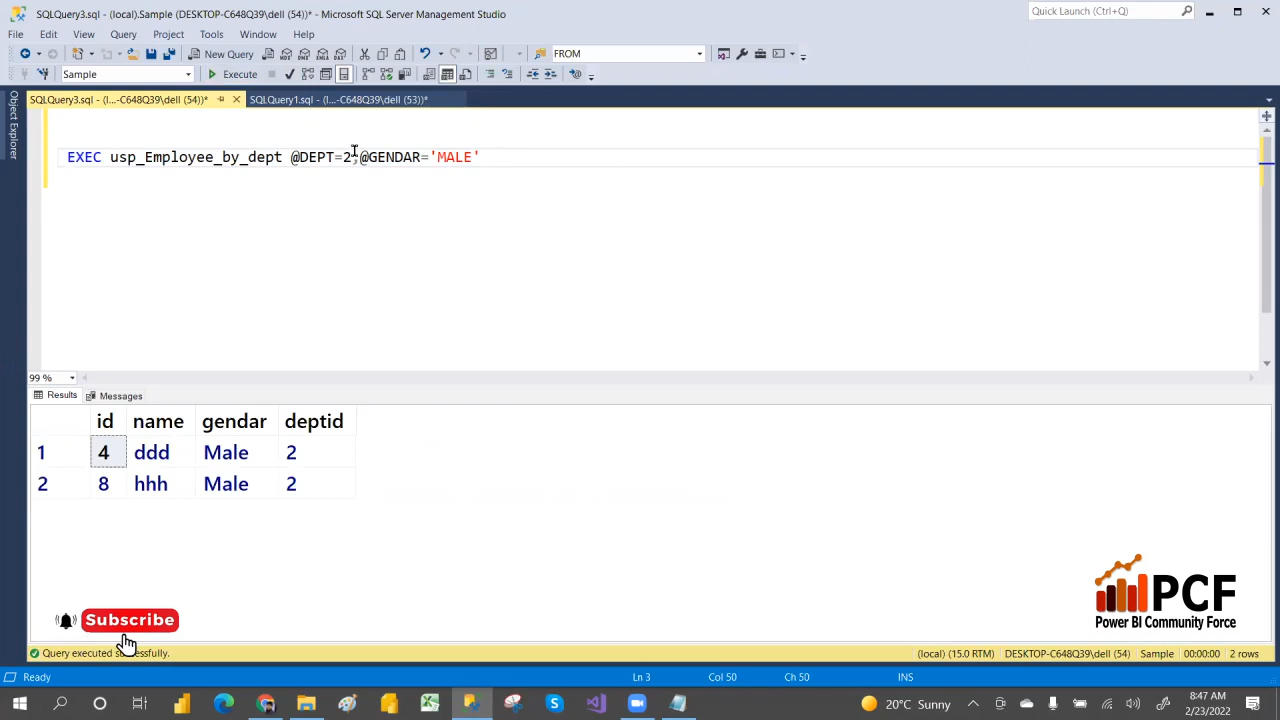 SQLQuery3.sql - (local).Sample (DESKTOP-C648Q39\dell (54))* - Microsoft SQL Server Management Studio
Quick Launch (Ctrl+Q)
File Edit View Query Project Tools Window Help
New Query
FROM
Sample
Execute
SQLQuery3.sql - (l...-C648Q39\dell (54))*
SQLQuery1.sql - (l...-C648Q39\dell (53))*
Object Explorer
EXEC usp_Employee_by_dept @DEPT=2,@GENDAR='MALE'
99 %
Results Messages
id name gendar deptid
1 4 ddd Male 2
2 8 hhh Male 2
PCF
Power BI Community Force
Subscribe
Query executed successfully.
(local) (15.0 RTM) DESKTOP-C648Q39\dell (54) Sample 00:00:00 2 rows
Ready Ln 3 Col 50 Ch 50 INS
20°C Sunny
8:47 AM
2/23/2022